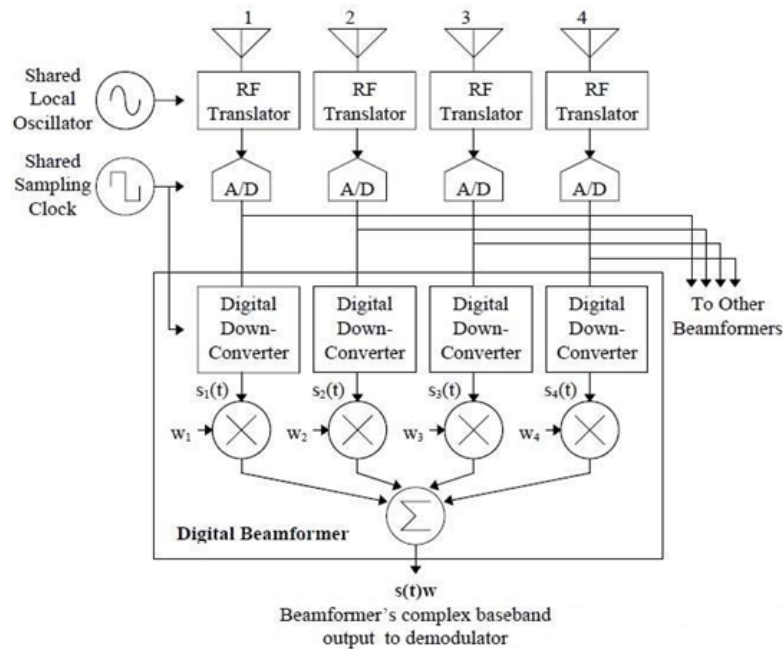 1 2 3 4
Shared
Local
Oscillator
RF
Translator
RF
Translator
RF
Translator
RF
Translator
Shared
Sampling
Clock
A/D A/D A/D A/D
To Other
Beamformers
Digital
Down-
Converter
Digital
Down-
Converter
Digital
Down-
Converter
Digital
Down-
Converter
s₁(t) s₂(t) s₃(t) s₄(t)
w₁ w₂ w₃ w₄
Σ
Digital Beamformer
s(t)w
Beamformer’s complex baseband
output to demodulator